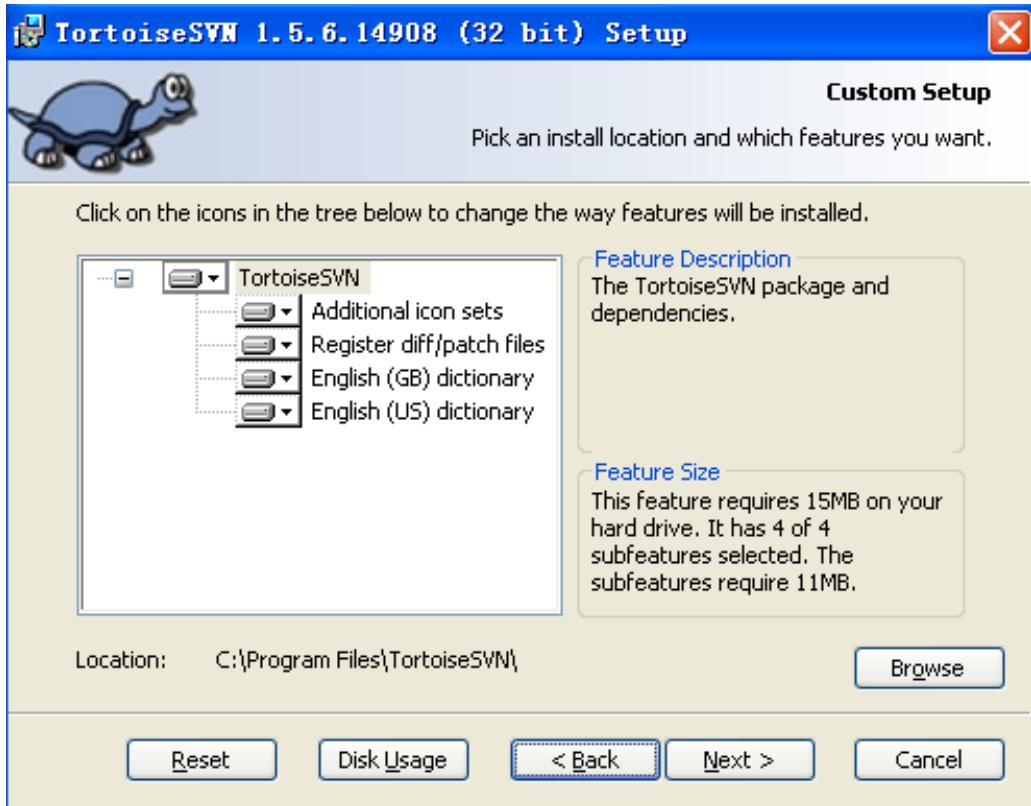 TortoiseSVN 1.5.6.14908 (32 bit) Setup
Custom Setup
Pick an install location and which features you want.
Click on the icons in the tree below to change the way features will be installed.
TortoiseSVN
Additional icon sets
Register diff/patch files
English (GB) dictionary
English (US) dictionary
Feature Description
The TortoiseSVN package and
dependencies.
Feature Size
This feature requires 15MB on your
hard drive. It has 4 of 4
subfeatures selected. The
subfeatures require 11MB.
Location: C:\Program Files\TortoiseSVN\
Browse
Reset Disk Usage < Back Next > Cancel